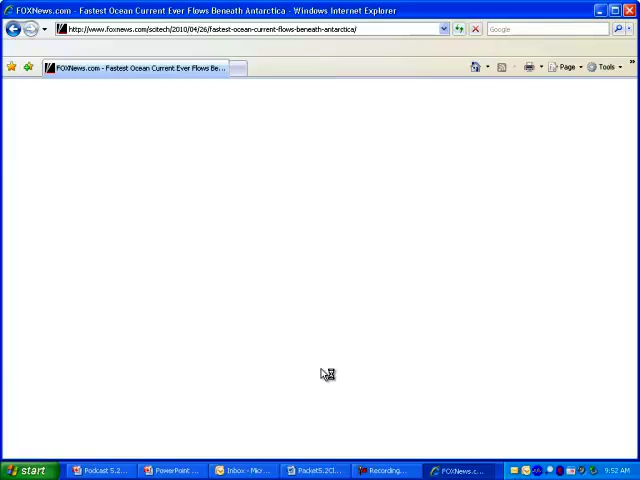 FOXNews.com - Fastest Ocean Current Ever Flows Beneath Antarctica - Windows Internet Explorer
http://www.foxnews.com/scitech/2010/04/26/fastest-ocean-current-flows-beneath-antarctica/
Google
FOXNews.com - Fastest Ocean Current Ever Flows Be...
Page
Tools
start
Podcast 5.2...
PowerPoint ...
Inbox - Micr...
Packet5.2Cl...
Recording...
FOXNews.c...
9:52 AM